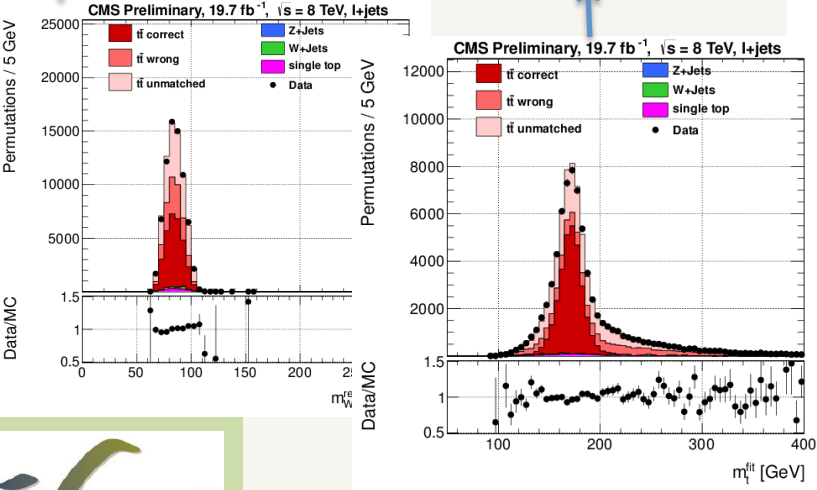 CMS Preliminary, 19.7 fb⁻¹, √s = 8 TeV, l+jets
Permutations / 5 GeV
25000
20000
15000
10000
5000
tt̄ correct
tt̄ wrong
tt̄ unmatched
Z+Jets
W+Jets
single top
Data
Data/MC
1.5
1
0.5
0 50 100 150 200
CMS Preliminary, 19.7 fb⁻¹, √s = 8 TeV, l+jets
Permutations / 5 GeV
12000
10000
8000
6000
4000
2000
tt̄ correct
tt̄ wrong
tt̄ unmatched
Z+Jets
W+Jets
single top
Data
Data/MC
1.5
1
0.5
100 200 300 400
mₜᶠⁱᵗ [GeV]